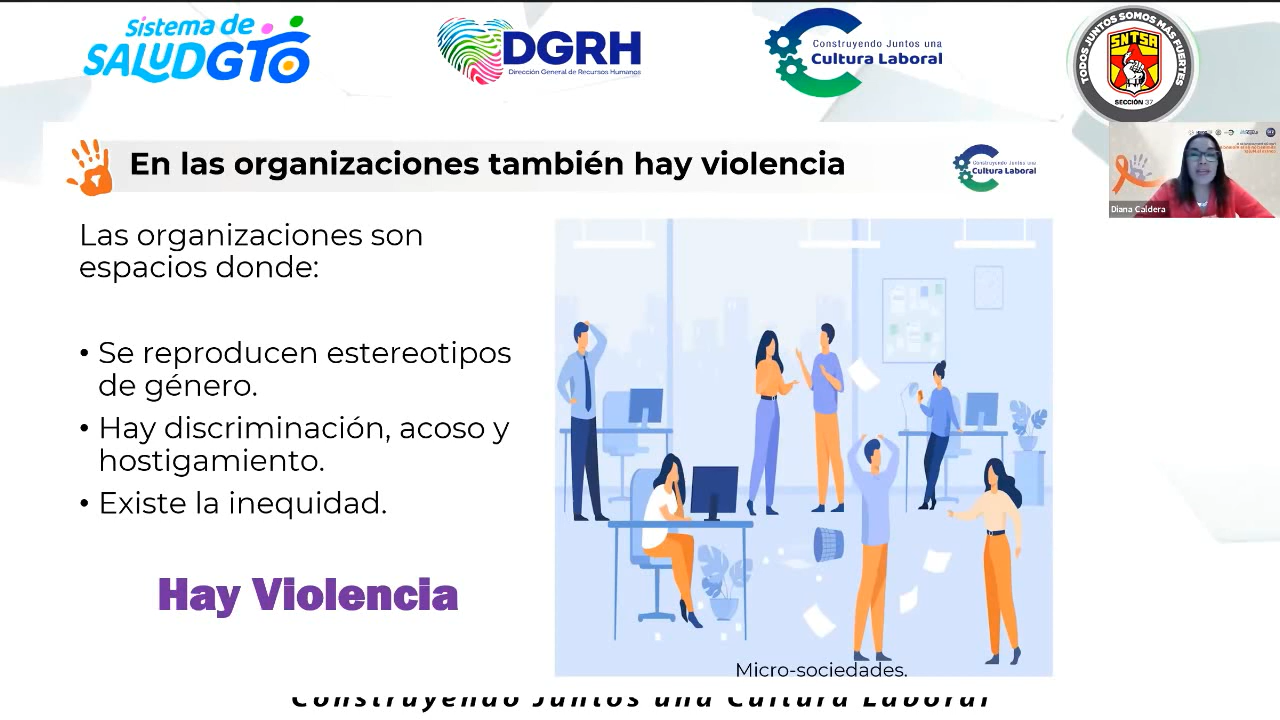 Sistema de
SALUDGTO
DGRH
Dirección General de Recursos Humanos
Construyendo Juntos una
Cultura Laboral
TODOS JUNTOS SOMOS MÁS FUERTES
SNTSA
SECCIÓN 37
En las organizaciones también hay violencia
Construyendo Juntos una
Cultura Laboral
Diana Caldera
Las organizaciones son
espacios donde:
• Se reproducen estereotipos
de género.
• Hay discriminación, acoso y
hostigamiento.
• Existe la inequidad.
Hay Violencia
Micro-sociedades.
Construyendo Juntos una Cultura Laboral